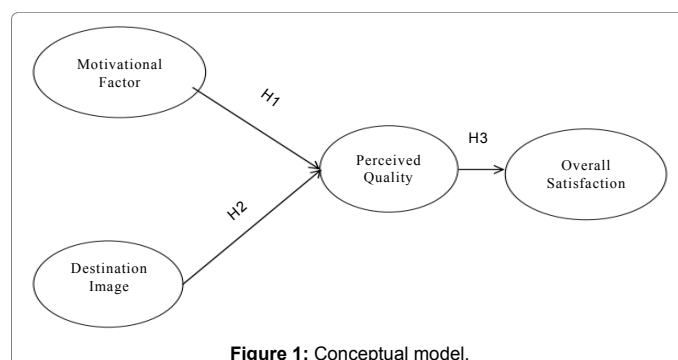 Motivational
Factor
H1
Perceived
Quality
H3
Overall
Satisfaction
H2
Destination
Image
Figure 1: Conceptual model.